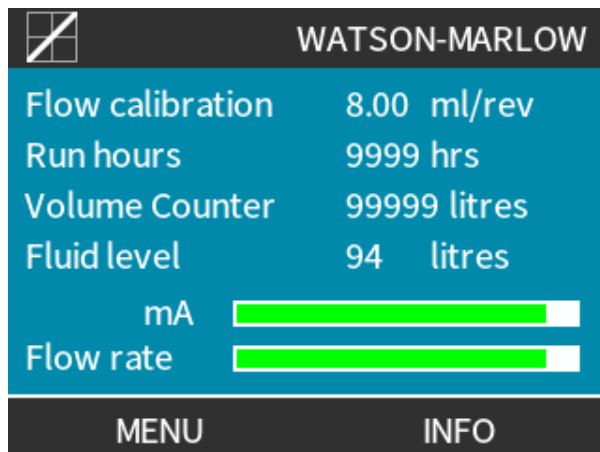 WATSON-MARLOW
Flow calibration 8.00 ml/rev
Run hours 9999 hrs
Volume Counter 99999 litres
Fluid level 94 litres
mA
Flow rate
MENU INFO